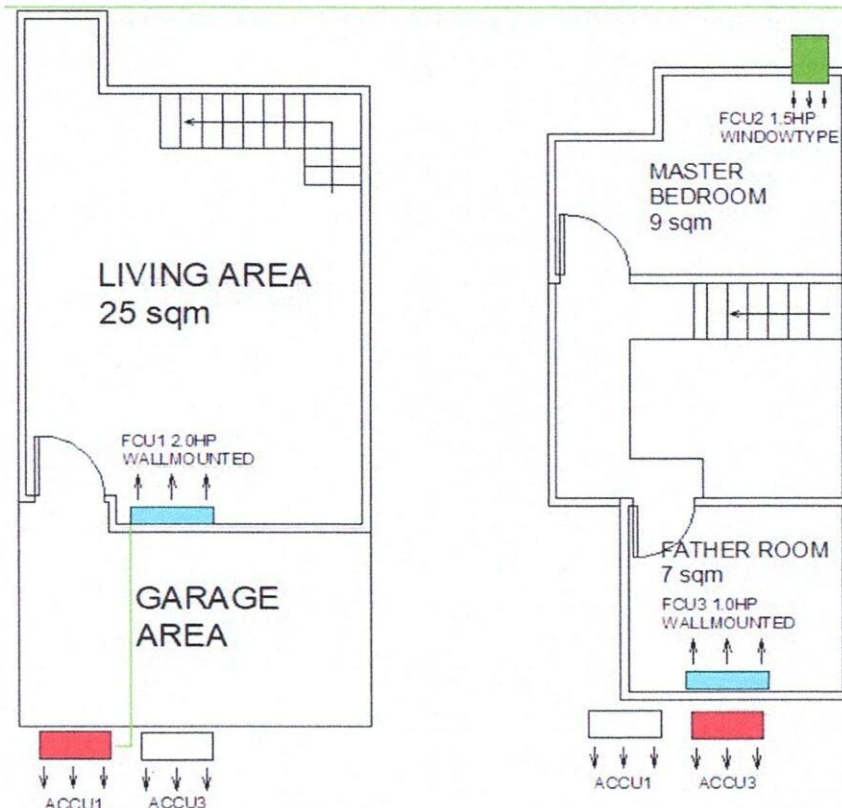 LIVING AREA
25 sqm
FCU1 2.0HP
WALLMOUNTED
GARAGE
AREA
ACCU1
ACCU3
FCU2 1.5HP
WINDOWTYPE
MASTER
BEDROOM
9 sqm
FATHER ROOM
7 sqm
FCU3 1.0HP
WALLMOUNTED
ACCU1
ACCU3